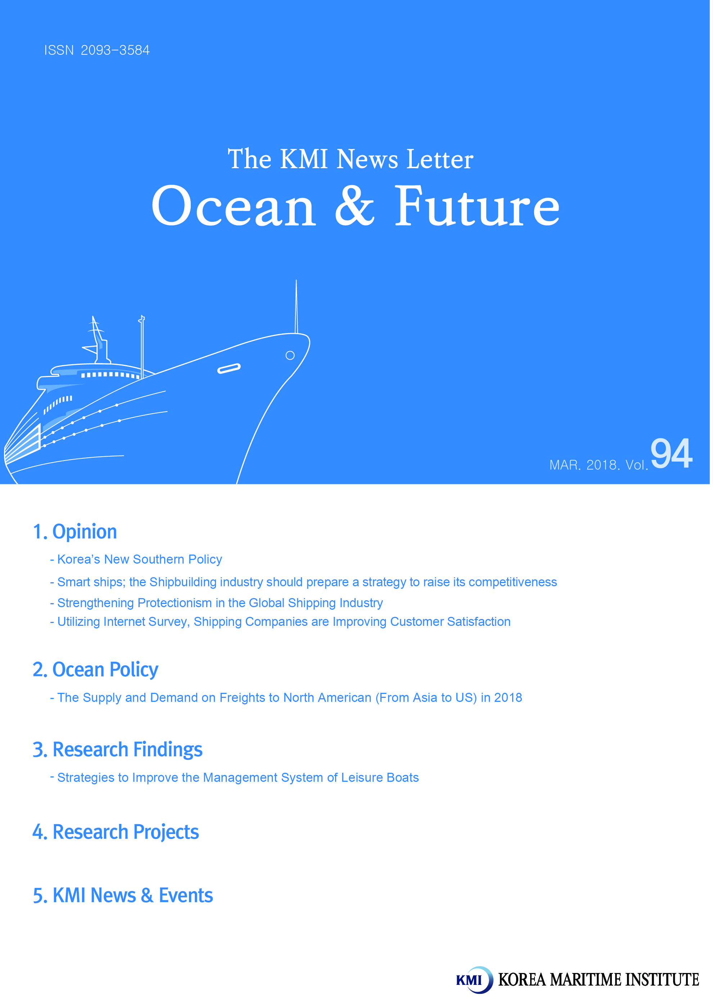 ISSN 2093-3584
The KMI News Letter
Ocean & Future
MAR. 2018. Vol. 94
1. Opinion
- Korea’s New Southern Policy
- Smart ships; the Shipbuilding industry should prepare a strategy to raise its competitiveness
- Strengthening Protectionism in the Global Shipping Industry
- Utilizing Internet Survey, Shipping Companies are Improving Customer Satisfaction
2. Ocean Policy
- The Supply and Demand on Freights to North American (From Asia to US) in 2018
3. Research Findings
- Strategies to Improve the Management System of Leisure Boats
4. Research Projects
5. KMI News & Events
KMI KOREA MARITIME INSTITUTE